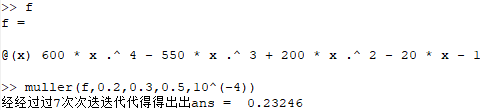 >> f
f =
@(x) 600 * x .^ 4 - 550 * x .^ 3 + 200 * x .^ 2 - 20 * x - 1
>> muller(f,0.2,0.3,0.5,10^(-4))
经经过过7次次迭迭代代得得出出ans =  0.23246